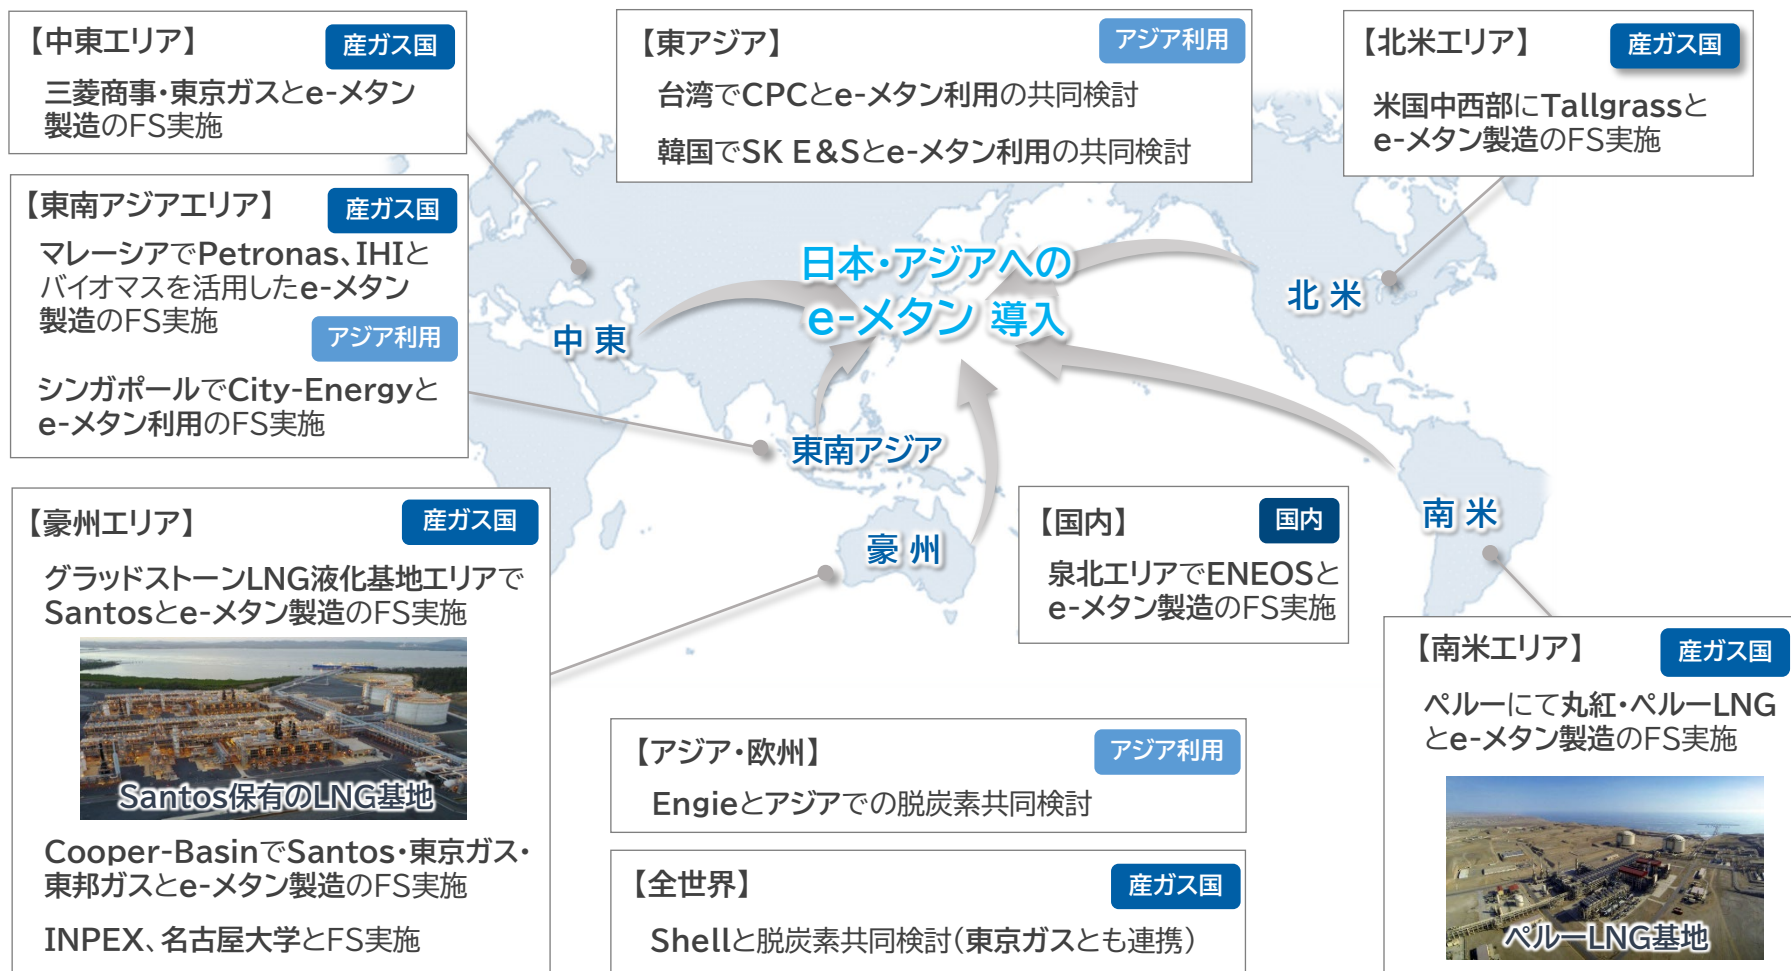 【中東エリア】
産ガス国
三菱商事・東京ガスとe-メタン
製造のFS実施
【東南アジアエリア】
産ガス国
マレーシアでPetronas、IHIと
バイオマスを活用したe-メタン
製造のFS実施
アジア利用
シンガポールでCity-Energyと
e-メタン利用のFS実施
【東アジア】
アジア利用
台湾でCPCとe-メタン利用の共同検討
韓国でSK E&Sとe-メタン利用の共同検討
【北米エリア】
産ガス国
米国中西部にTallgrassと
e-メタン製造のFS実施
日本・アジアへの
e-メタン 導入
中 東
北 米
東南アジア
豪 州
南 米
【豪州エリア】
産ガス国
グラッドストーンLNG液化基地エリアで
Santosとe-メタン製造のFS実施
Santos保有のLNG基地
Cooper-BasinでSantos・東京ガス・
東邦ガスとe-メタン製造のFS実施
INPEX、名古屋大学とFS実施
【国内】
国内
泉北エリアでENEOSと
e-メタン製造のFS実施
【アジア・欧州】
アジア利用
Engieとアジアでの脱炭素共同検討
【全世界】
産ガス国
Shellと脱炭素共同検討（東京ガスとも連携）
【南米エリア】
産ガス国
ペルーにて丸紅・ペルーLNG
とe-メタン製造のFS実施
ペルーLNG基地